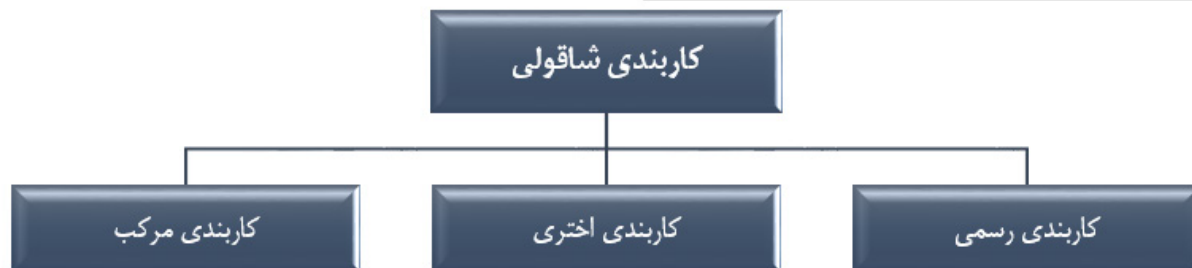 کاربندی شاقولی
کاربندی رسمی
کاربندی اختری
کاربندی مرکب